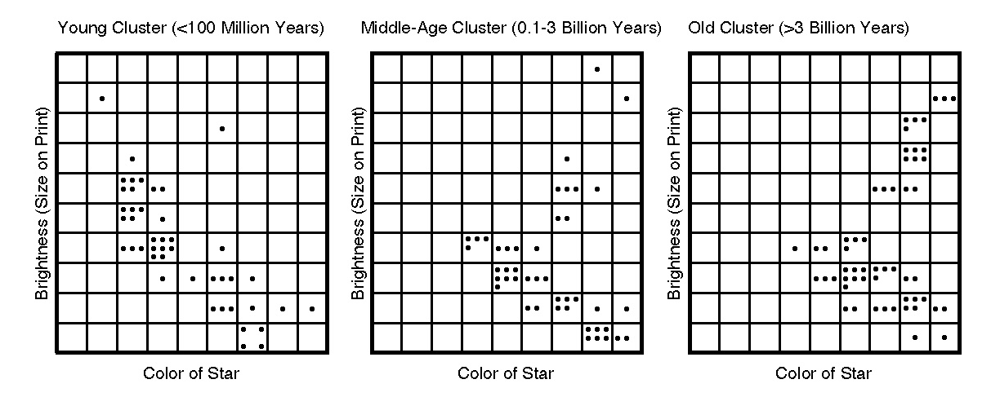 Young Cluster (<100 Million Years)
Middle-Age Cluster (0.1-3 Billion Years)
Old Cluster (>3 Billion Years)
Brightness (Size on Print)
Brightness (Size on Print)
Brightness (Size on Print)
Color of Star
Color of Star
Color of Star